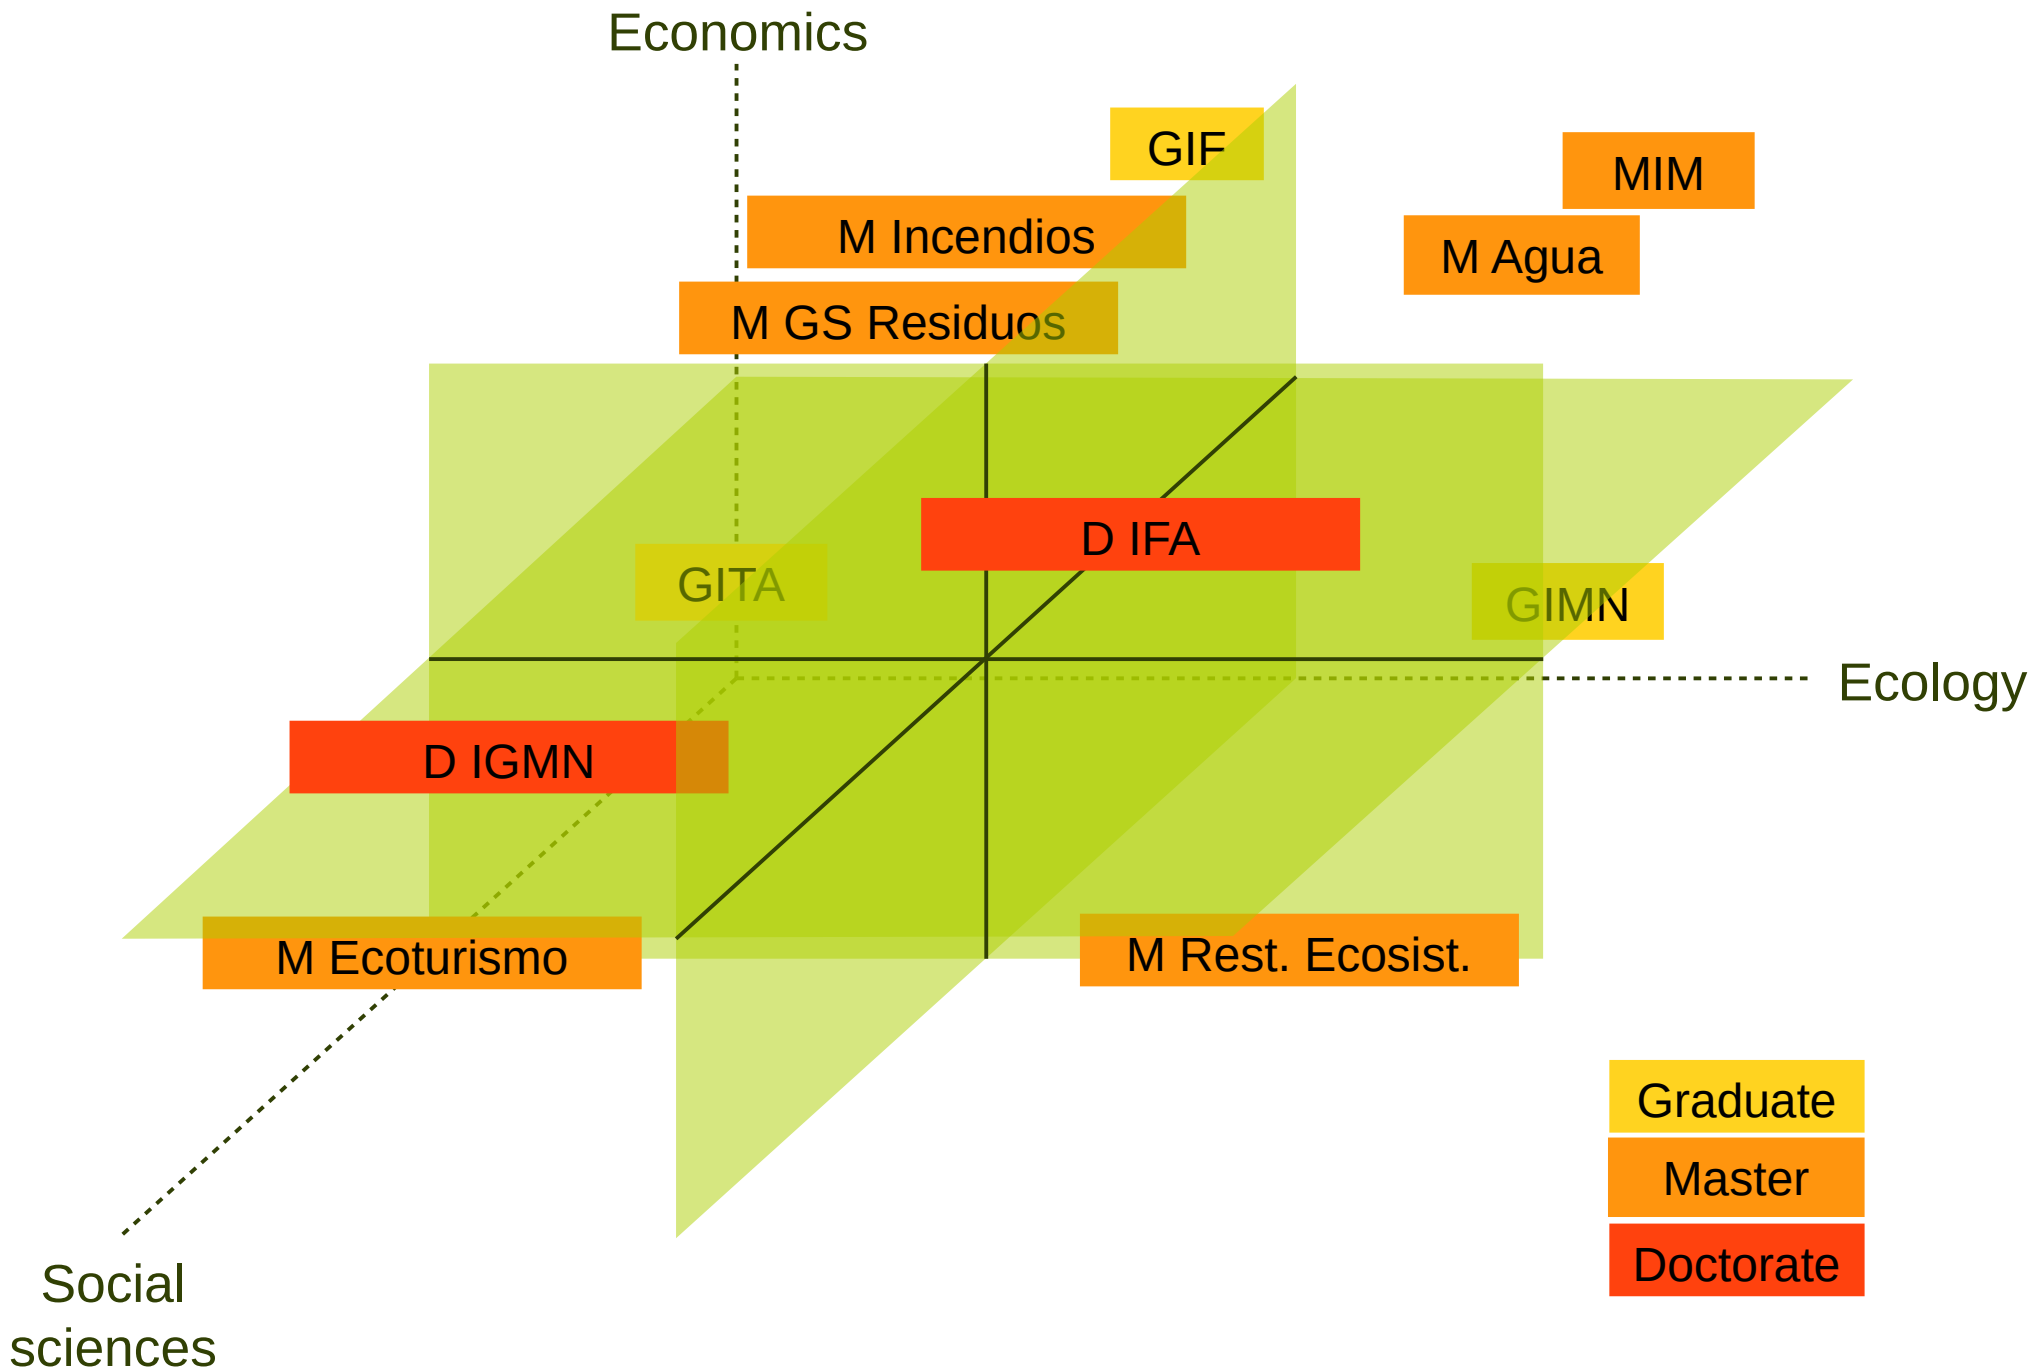 Economics
GIF
MIM
M Incendios
M Agua
M GS Residuos
D IFA
GITA
GIMN
Ecology
D IGMN
M Ecoturismo
M Rest. Ecosist.
Graduate
Master
Doctorate
Social
sciences